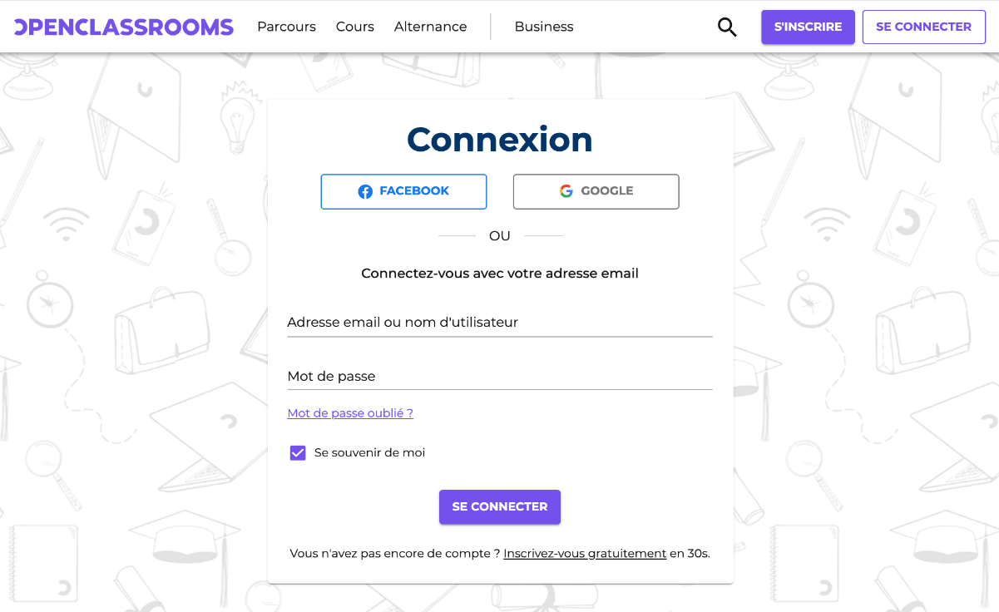 OPENCLASSROOMS Parcours Cours Alternance Business S'INSCRIRE SE CONNECTER
Connexion
FACEBOOK GOOGLE
OU
Connectez-vous avec votre adresse email
Adresse email ou nom d'utilisateur
Mot de passe
Mot de passe oublié ?
Se souvenir de moi
SE CONNECTER
Vous n'avez pas encore de compte ? Inscrivez-vous gratuitement en 30s.